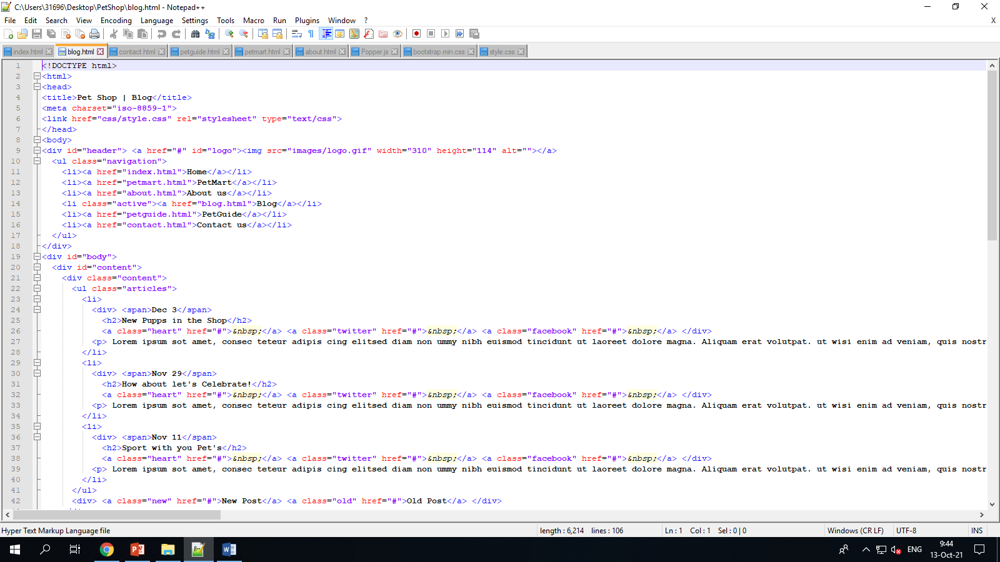 C:\Users\31696\Desktop\PetShop\blog.html - Notepad++
File Edit Search View Encoding Language Settings Tools Macro Run Plugins Window ? X
index.html blog.html contact.html petguide.html petmart.html about.html Popper.js bootstrap.min.css style.css
1 <!DOCTYPE html>
2 <html>
3 <head>
4 <title>Pet Shop | Blog</title>
5 <meta charset="iso-8859-1">
6 <link href="css/style.css" rel="stylesheet" type="text/css">
7 </head>
8 <body>
9 <div id="header"> <a href="#" id="logo"><img src="images/logo.gif" width="310" height="114" alt=""></a>
10 <ul class="navigation">
11 <li><a href="index.html">Home</a></li>
12 <li><a href="petmart.html">PetMart</a></li>
13 <li><a href="about.html">About us</a></li>
14 <li class="active"><a href="blog.html">Blog</a></li>
15 <li><a href="petguide.html">PetGuide</a></li>
16 <li><a href="contact.html">Contact us</a></li>
17 </ul>
18 </div>
19 <div id="body">
20 <div id="content">
21 <div class="content">
22 <ul class="articles">
23 <li>
24 <div> <span>Dec 3</span>
25 <h2>New Pupps in the Shop</h2>
26 <a class="heart" href="#">&nbsp;</a> <a class="twitter" href="#">&nbsp;</a> <a class="facebook" href="#">&nbsp;</a> </div>
27 <p> Lorem ipsum sot amet, consec teteur adipis cing elitsed diam non ummy nibh euismod tincidunt ut laoreet dolore magna. Aliquam erat volutpat. ut wisi enim ad veniam, quis nostr
28 </li>
29 <li>
30 <div> <span>Nov 29</span>
31 <h2>How about let's Celebrate!</h2>
32 <a class="heart" href="#">&nbsp;</a> <a class="twitter" href="#">&nbsp;</a> <a class="facebook" href="#">&nbsp;</a> </div>
33 <p> Lorem ipsum sot amet, consec teteur adipis cing elitsed diam non ummy nibh euismod tincidunt ut laoreet dolore magna. Aliquam erat volutpat. ut wisi enim ad veniam, quis nostr
34 </li>
35 <li>
36 <div> <span>Nov 11</span>
37 <h2>Sport with you Pet's</h2>
38 <a class="heart" href="#">&nbsp;</a> <a class="twitter" href="#">&nbsp;</a> <a class="facebook" href="#">&nbsp;</a> </div>
39 <p> Lorem ipsum sot amet, consec teteur adipis cing elitsed diam non ummy nibh euismod tincidunt ut laoreet dolore magna. Aliquam erat volutpat. ut wisi enim ad veniam, quis nostr
40 </li>
41 </ul>
42 <div> <a class="new" href="#">New Post</a> <a class="old" href="#">Old Post</a> </div>
Hyper Text Markup Language file length : 6,214 lines : 106 Ln : 1 Col : 1 Sel : 0 | 0 Windows (CR LF) UTF-8 INS
ENG 9:44
13-Oct-21